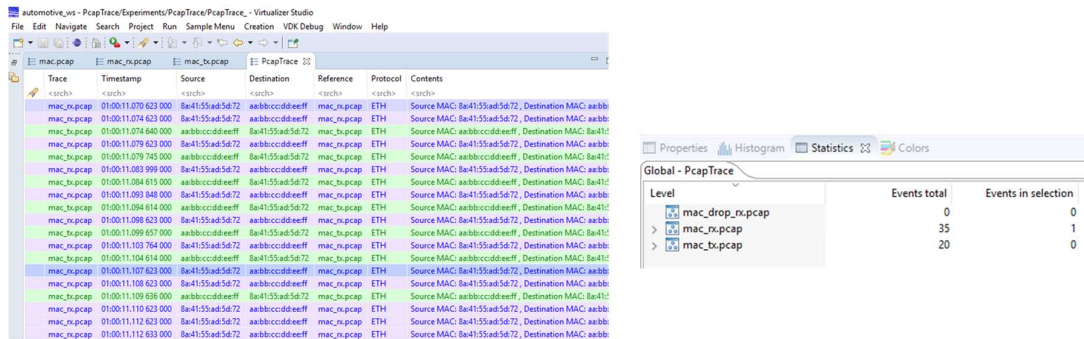 automotive_ws - PcapTrace/Experiments/PcapTrace/PcapTrace_ - Virtualizer Studio
File Edit Navigate Search Project Run Sample Menu Creation VDK Debug Window Help
mac.pcap mac_rx.pcap mac_tx.pcap PcapTrace
Trace Timestamp Source Destination Reference Protocol Contents
<srch> <srch> <srch> <srch> <srch> <srch> <srch>
mac_rx.pcap 01:00:11.070 623 000 8a:41:55:ad:5d:72 aa:bb:cc:dd:ee:ff mac_rx.pcap ETH Source MAC: 8a:41:55:ad:5d:72 , Destination MAC: aa:bb:
mac_rx.pcap 01:00:11.074 623 000 8a:41:55:ad:5d:72 aa:bb:cc:dd:ee:ff mac_rx.pcap ETH Source MAC: 8a:41:55:ad:5d:72 , Destination MAC: aa:bb:
mac_tx.pcap 01:00:11.074 640 000 aa:bb:cc:dd:ee:ff 8a:41:55:ad:5d:72 mac_tx.pcap ETH Source MAC: aa:bb:cc:dd:ee:ff , Destination MAC: 8a:41:5
mac_rx.pcap 01:00:11.079 623 000 8a:41:55:ad:5d:72 aa:bb:cc:dd:ee:ff mac_rx.pcap ETH Source MAC: 8a:41:55:ad:5d:72 , Destination MAC: aa:bb:
mac_tx.pcap 01:00:11.079 745 000 aa:bb:cc:dd:ee:ff 8a:41:55:ad:5d:72 mac_tx.pcap ETH Source MAC: aa:bb:cc:dd:ee:ff , Destination MAC: 8a:41:5
mac_rx.pcap 01:00:11.083 999 000 8a:41:55:ad:5d:72 aa:bb:cc:dd:ee:ff mac_rx.pcap ETH Source MAC: 8a:41:55:ad:5d:72 , Destination MAC: aa:bb:
mac_tx.pcap 01:00:11.084 615 000 aa:bb:cc:dd:ee:ff 8a:41:55:ad:5d:72 mac_tx.pcap ETH Source MAC: aa:bb:cc:dd:ee:ff , Destination MAC: 8a:41:5
mac_rx.pcap 01:00:11.093 848 000 8a:41:55:ad:5d:72 aa:bb:cc:dd:ee:ff mac_rx.pcap ETH Source MAC: 8a:41:55:ad:5d:72 , Destination MAC: aa:bb:
mac_tx.pcap 01:00:11.094 614 000 aa:bb:cc:dd:ee:ff 8a:41:55:ad:5d:72 mac_tx.pcap ETH Source MAC: aa:bb:cc:dd:ee:ff , Destination MAC: 8a:41:5
mac_rx.pcap 01:00:11.098 623 000 8a:41:55:ad:5d:72 aa:bb:cc:dd:ee:ff mac_rx.pcap ETH Source MAC: 8a:41:55:ad:5d:72 , Destination MAC: aa:bb:
mac_tx.pcap 01:00:11.099 657 000 aa:bb:cc:dd:ee:ff 8a:41:55:ad:5d:72 mac_tx.pcap ETH Source MAC: aa:bb:cc:dd:ee:ff , Destination MAC: 8a:41:5
mac_rx.pcap 01:00:11.103 764 000 8a:41:55:ad:5d:72 aa:bb:cc:dd:ee:ff mac_rx.pcap ETH Source MAC: 8a:41:55:ad:5d:72 , Destination MAC: aa:bb:
mac_tx.pcap 01:00:11.104 614 000 aa:bb:cc:dd:ee:ff 8a:41:55:ad:5d:72 mac_tx.pcap ETH Source MAC: aa:bb:cc:dd:ee:ff , Destination MAC: 8a:41:5
mac_rx.pcap 01:00:11.107 623 000 8a:41:55:ad:5d:72 aa:bb:cc:dd:ee:ff mac_rx.pcap ETH Source MAC: 8a:41:55:ad:5d:72 , Destination MAC: aa:bb:
mac_rx.pcap 01:00:11.108 623 000 8a:41:55:ad:5d:72 aa:bb:cc:dd:ee:ff mac_rx.pcap ETH Source MAC: 8a:41:55:ad:5d:72 , Destination MAC: aa:bb:
mac_tx.pcap 01:00:11.109 636 000 aa:bb:cc:dd:ee:ff 8a:41:55:ad:5d:72 mac_tx.pcap ETH Source MAC: aa:bb:cc:dd:ee:ff , Destination MAC: 8a:41:5
mac_rx.pcap 01:00:11.110 623 000 8a:41:55:ad:5d:72 aa:bb:cc:dd:ee:ff mac_rx.pcap ETH Source MAC: 8a:41:55:ad:5d:72 , Destination MAC: aa:bb:
mac_rx.pcap 01:00:11.112 623 000 8a:41:55:ad:5d:72 aa:bb:cc:dd:ee:ff mac_rx.pcap ETH Source MAC: 8a:41:55:ad:5d:72 , Destination MAC: aa:bb:
mac_rx.pcap 01:00:11.112 633 000 8a:41:55:ad:5d:72 aa:bb:cc:dd:ee:ff mac_rx.pcap ETH Source MAC: 8a:41:55:ad:5d:72 , Destination MAC: aa:bb:
Properties Histogram Statistics Colors
Global - PcapTrace
Level Events total Events in selection
mac_drop_rx.pcap 0 0
mac_rx.pcap 35 1
mac_tx.pcap 20 0